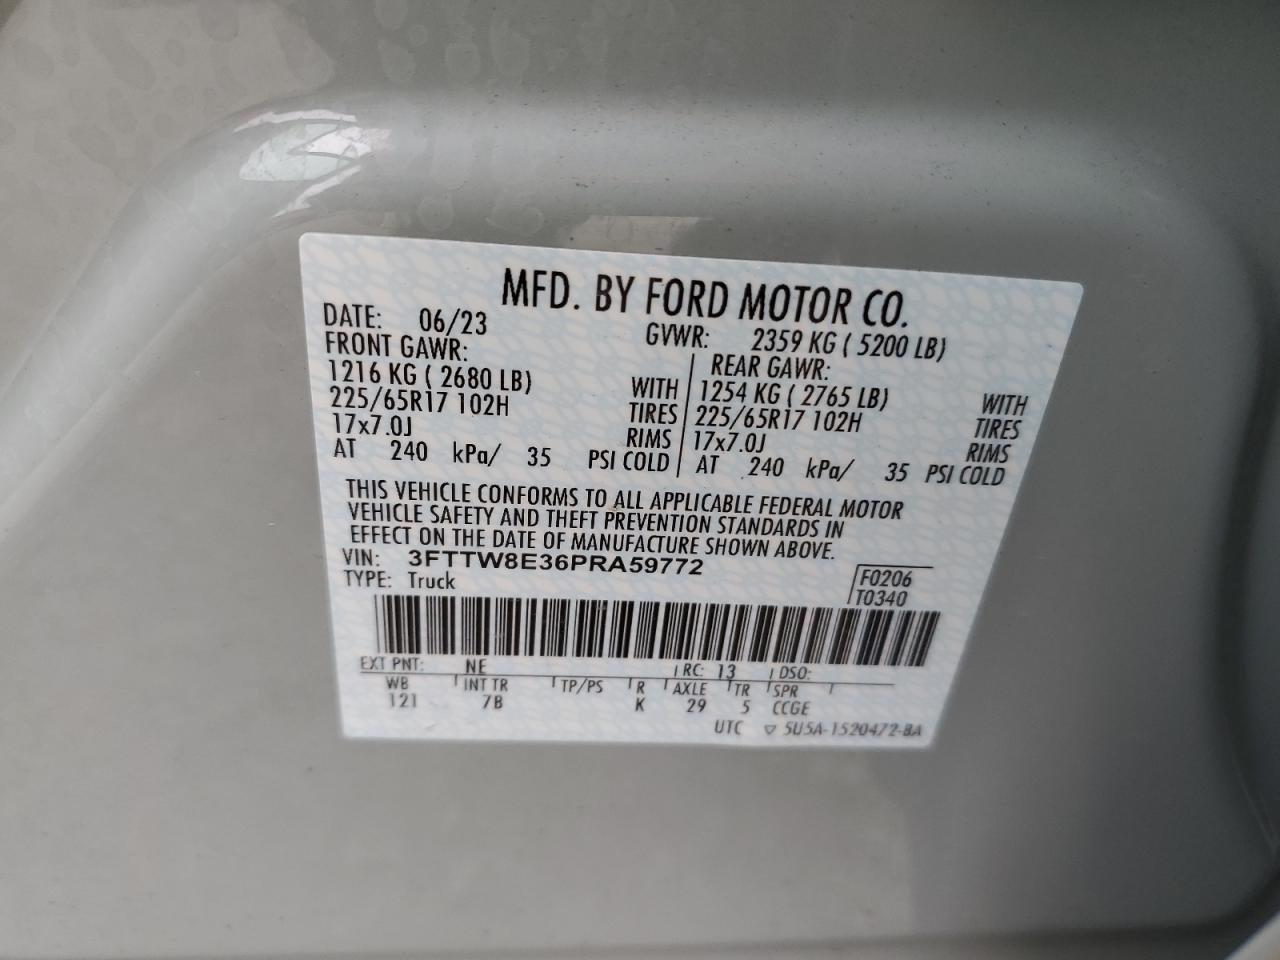 MFD. BY FORD MOTOR CO.
DATE: 06/23 GVWR: 2359 KG ( 5200 LB)
FRONT GAWR: REAR GAWR:
1216 KG ( 2680 LB) WITH 1254 KG ( 2765 LB) WITH
225/65R17 102H TIRES 225/65R17 102H TIRES
17x7.0J RIMS 17x7.0J RIMS
AT 240 kPa/ 35 PSI COLD AT 240 kPa/ 35 PSI COLD
THIS VEHICLE CONFORMS TO ALL APPLICABLE FEDERAL MOTOR
VEHICLE SAFETY AND THEFT PREVENTION STANDARDS IN
EFFECT ON THE DATE OF MANUFACTURE SHOWN ABOVE.
VIN: 3FTTW8E36PRA59772
TYPE: Truck F0206
T0340
EXT PNT: NE RC: 13 DSO:
WB INT TR TP/PS R AXLE TR SPR
121 7B K 29 5 CCGE
UTC ▽ 5U5A-1520472-BA